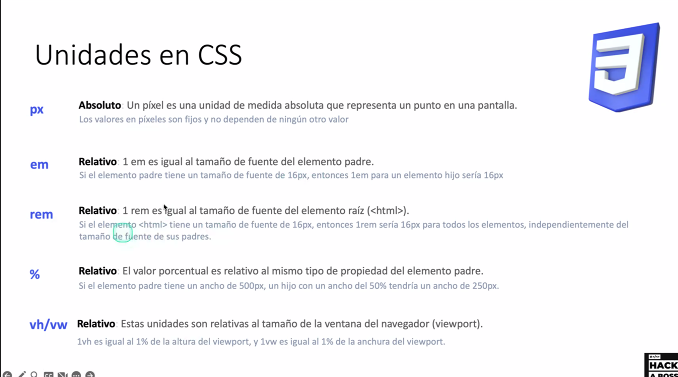 Unidades en CSS
px
Absoluto: Un píxel es una unidad de medida absoluta que representa un punto en una pantalla.
Los valores en píxeles son fijos y no dependen de ningún otro valor
em
Relativo: 1 em es igual al tamaño de fuente del elemento padre.
Si el elemento padre tiene un tamaño de fuente de 16px, entonces 1em para un elemento hijo sería 16px
rem
Relativo: 1 rem es igual al tamaño de fuente del elemento raíz (<html>).
Si el elemento <html> tiene un tamaño de fuente de 16px, entonces 1rem sería 16px para todos los elementos, independientemente del
tamaño de fuente de sus padres.
%
Relativo: El valor porcentual es relativo al mismo tipo de propiedad del elemento padre.
Si el elemento padre tiene un ancho de 500px, un hijo con un ancho del 50% tendría un ancho de 250px.
vh/vw
Relativo: Estas unidades son relativas al tamaño de la ventana del navegador (viewport).
1vh es igual al 1% de la altura del viewport, y 1vw es igual al 1% de la anchura del viewport.
HACK
A BOSS